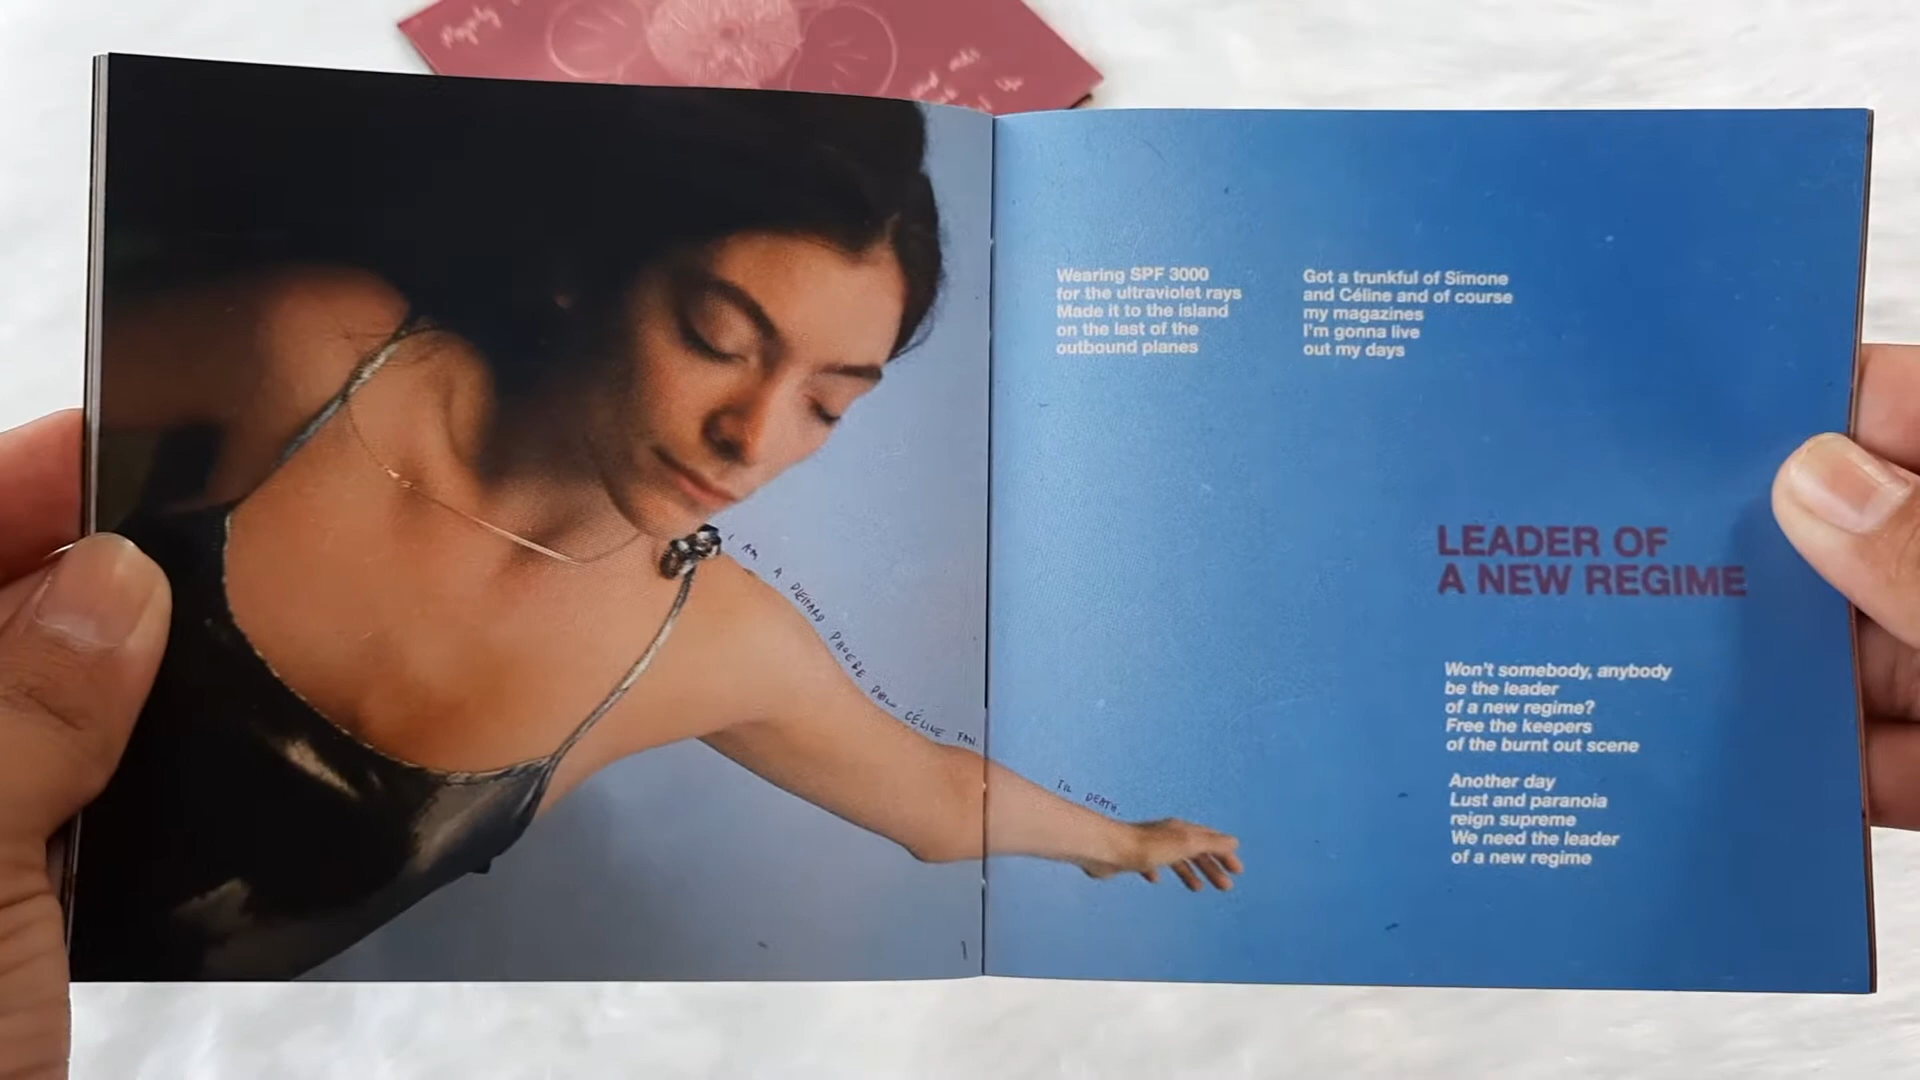 I AM A DIEHARD PHOEBE PHILO CÉLINE FAN.
TIL DEATH.
Wearing SPF 3000
for the ultraviolet rays
Made it to the island
on the last of the
outbound planes
Got a trunkful of Simone
and Céline and of course
my magazines
I'm gonna live
out my days
LEADER OF
A NEW REGIME
Won't somebody, anybody
be the leader
of a new regime?
Free the keepers
of the burnt out scene
Another day
Lust and paranoia
reign supreme
We need the leader
of a new regime